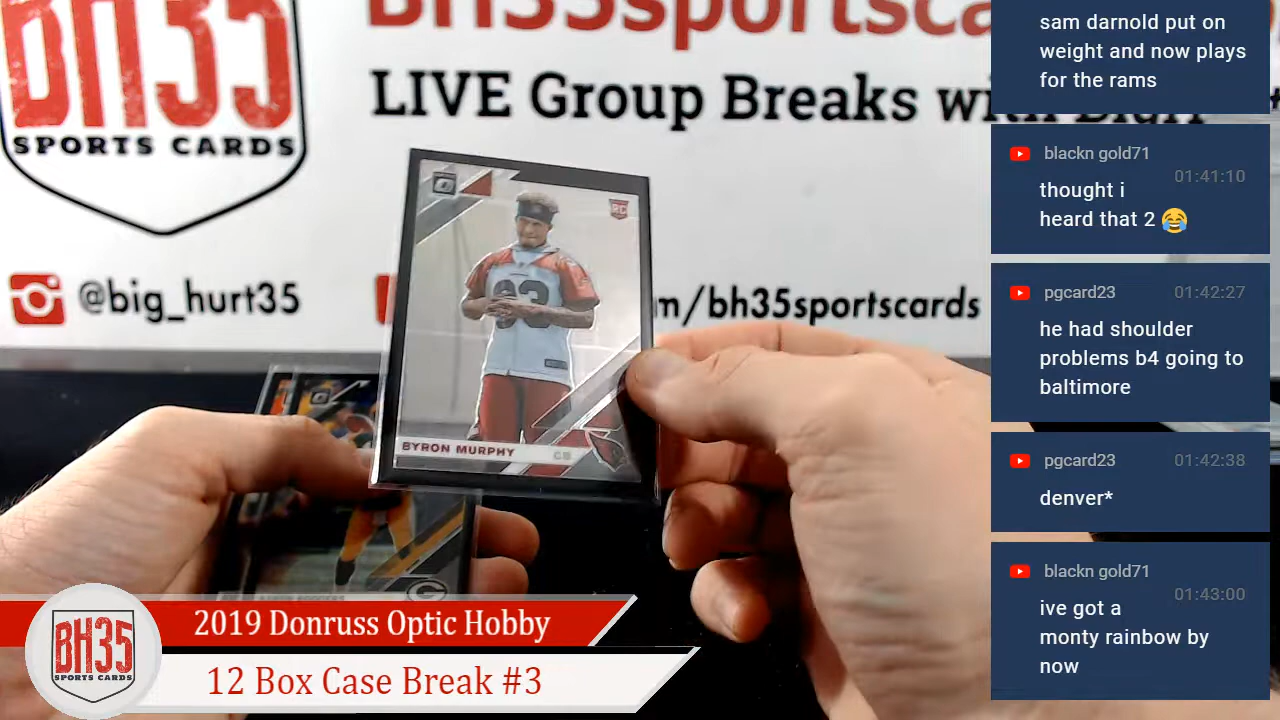 BH35sportscar
LIVE Group Breaks with BigH
BH35
SPORTS CARDS
@big_hurt35
m/bh35sportscards
RC
93
BYRON MURPHY
CB
G
2019 Donruss Optic Hobby
12 Box Case Break #3
BH35
SPORTS CARDS
sam darnold put on
weight and now plays
for the rams
blackn gold71
01:41:10
thought i
heard that 2 😂
pgcard23
01:42:27
he had shoulder
problems b4 going to
baltimore
pgcard23
01:42:38
denver*
blackn gold71
01:43:00
ive got a
monty rainbow by
now